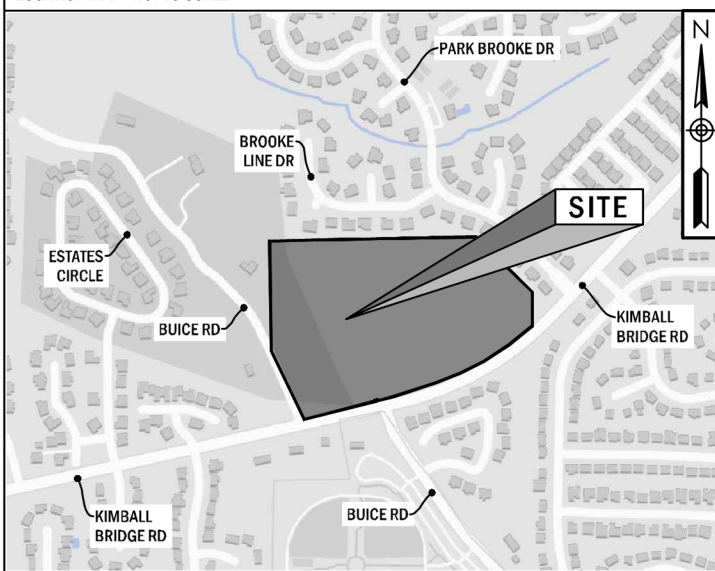 N
PARK BROOKE DR
BROOKE
LINE DR
SITE
ESTATES
CIRCLE
BUICE RD
KIMBALL
BRIDGE RD
BUICE RD
KIMBALL
BRIDGE RD